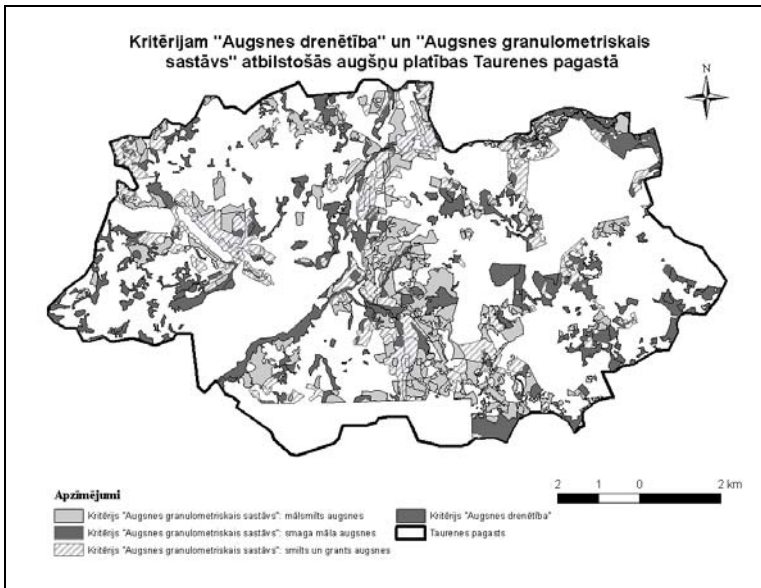 Kritērijam "Augsnes drenētība" un "Augsnes granulometriskais
sastāvs" atbilstošās augšņu platības Taurenes pagastā
N
Apzīmējumi
Kritērijs "Augsnes granulometriskais sastāvs": mālsmilts augsnes
Kritērijs "Augsnes granulometriskais sastāvs": smaga māla augsnes
Kritērijs "Augsnes granulometriskais sastāvs": smilts un grants augsnes
Kritērijs "Augsnes drenētība"
Taurenes pagasts
2 1 0 2 km